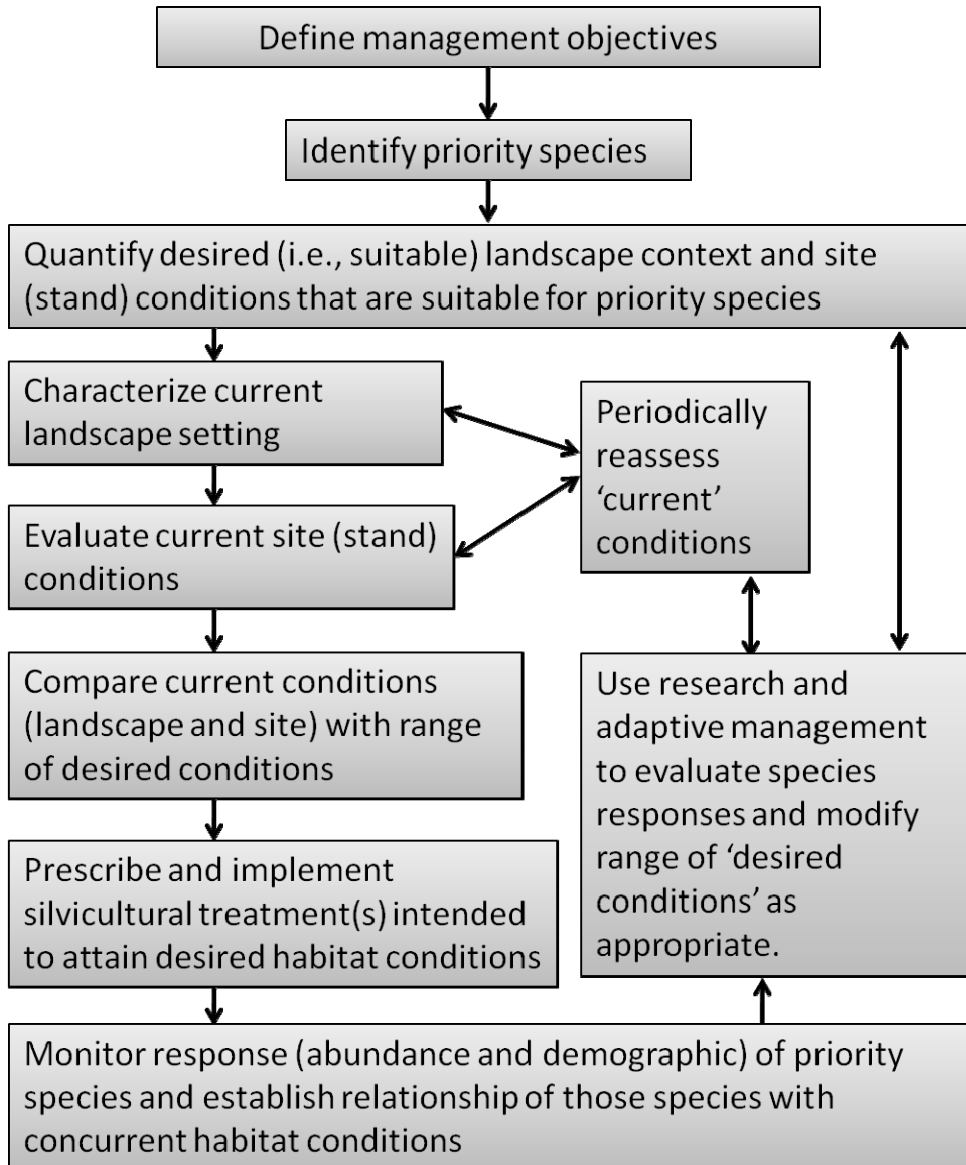 Define management objectives
Identify priority species
Quantify desired (i.e., suitable) landscape context and site
(stand) conditions that are suitable for priority species
Characterize current
landscape setting
Periodically
reassess
‘current’
conditions
Evaluate current site (stand)
conditions
Compare current conditions
(landscape and site) with range
of desired conditions
Use research and
adaptive management
to evaluate species
responses and modify
range of ‘desired
conditions’ as
appropriate.
Prescribe and implement
silvicultural treatment(s) intended
to attain desired habitat conditions
Monitor response (abundance and demographic) of priority
species and establish relationship of those species with
concurrent habitat conditions